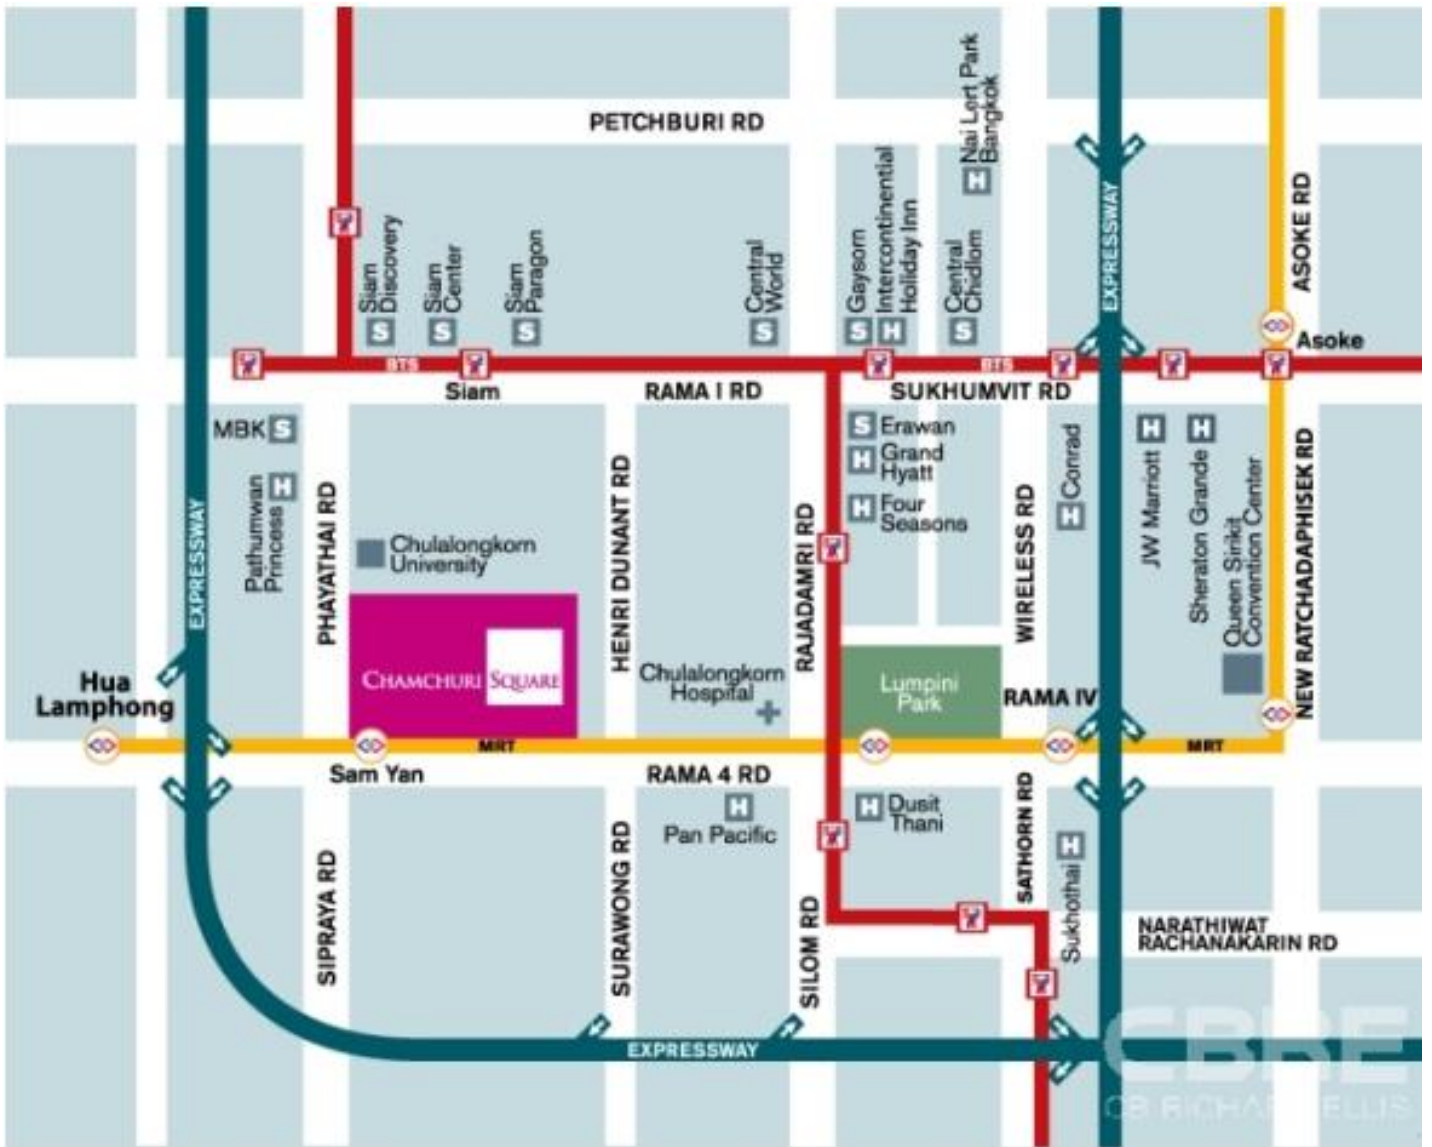 PETCHBURI RD
Nai Lert Park
Bangkok
EXPRESSWAY
ASOKE RD
Siam
Discovery
S
Siam
Center
S
Siam
Paragon
S
Central
World
S
Gaysorn
S
Intercontinental
Holiday Inn
H
Central
Chidlom
S
H
Asoke
BTS
BTS
Siam
RAMA I RD
SUKHUMVIT RD
MBK S
Pathumwan
Princess
H
EXPRESSWAY
PHAYATHAI RD
Chulalongkorn
University
HENRI DUNANT RD
RAJADAMRI RD
S Erawan
H Grand
Hyatt
H Four
Seasons
WIRELESS RD
Conrad
H
H
JW Marriott
H
Sheraton Grande
Queen Sirikit
Convention Center
NEW RATCHADAPHISEK RD
CHAMCHURI SQUARE
Chulalongkorn
Hospital
Lumpini
Park
RAMA IV
Hua
Lamphong
MRT
MRT
Sam Yan
RAMA 4 RD
H
Pan Pacific
H Dusit
Thani
SATHORN RD
H
Sukhothai
SIPRAYA RD
SURAWONG RD
SILOM RD
NARATHIWAT
RACHANAKARIN RD
EXPRESSWAY
CBRE
CB RICHARD ELLIS